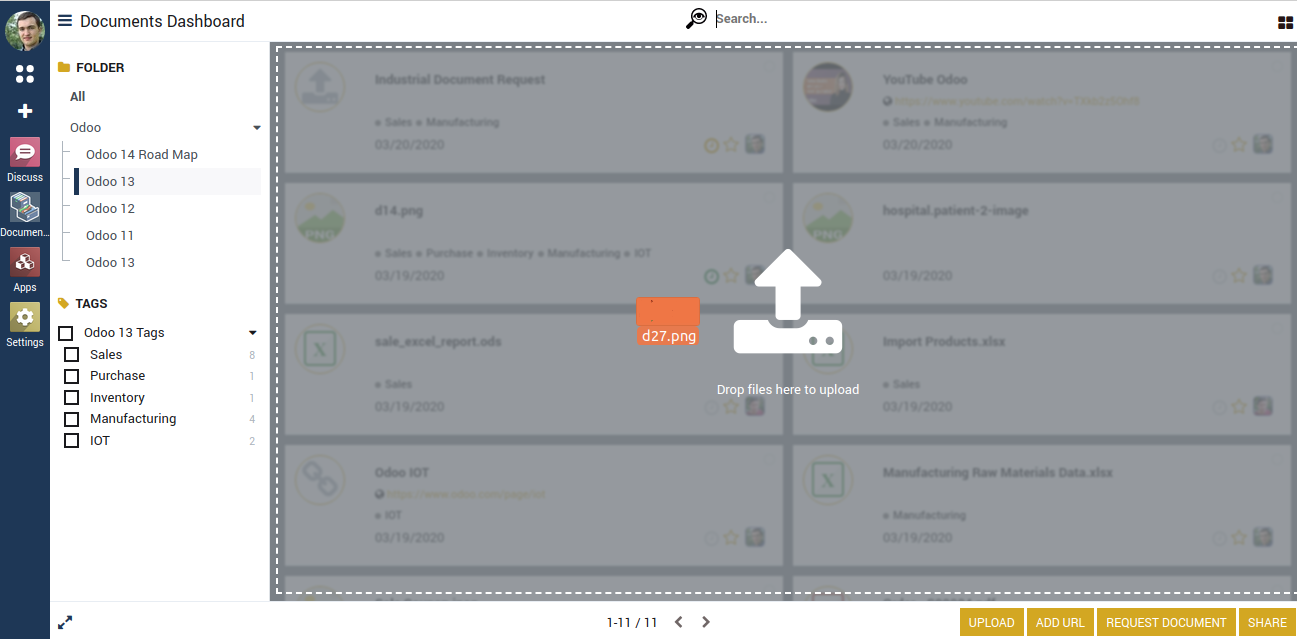 Documents Dashboard
Search...
FOLDER
All
Odoo
Odoo 14 Road Map
Odoo 13
Odoo 12
Odoo 11
Odoo 13
TAGS
Odoo 13 Tags
Sales 8
Purchase 1
Inventory 1
Manufacturing 4
IOT 2
Discuss
Documen...
Apps
Settings
Industrial Document Request
Sales Manufacturing
03/20/2020
YouTube Odoo
Sales Manufacturing
03/20/2020
d14.png
PNG
Sales Purchase Inventory Manufacturing IOT
03/19/2020
hospital.patient-2-image
PNG
03/19/2020
d27.png
Drop files here to upload
sale_excel_report.ods
X
Sales
03/19/2020
Import Products.xlsx
Sales
03/19/2020
Odoo IOT
https://www.odoo.com/page/iot
IOT
03/19/2020
Manufacturing Raw Materials Data.xlsx
X
Manufacturing
03/19/2020
1-11 / 11
UPLOAD
ADD URL
REQUEST DOCUMENT
SHARE